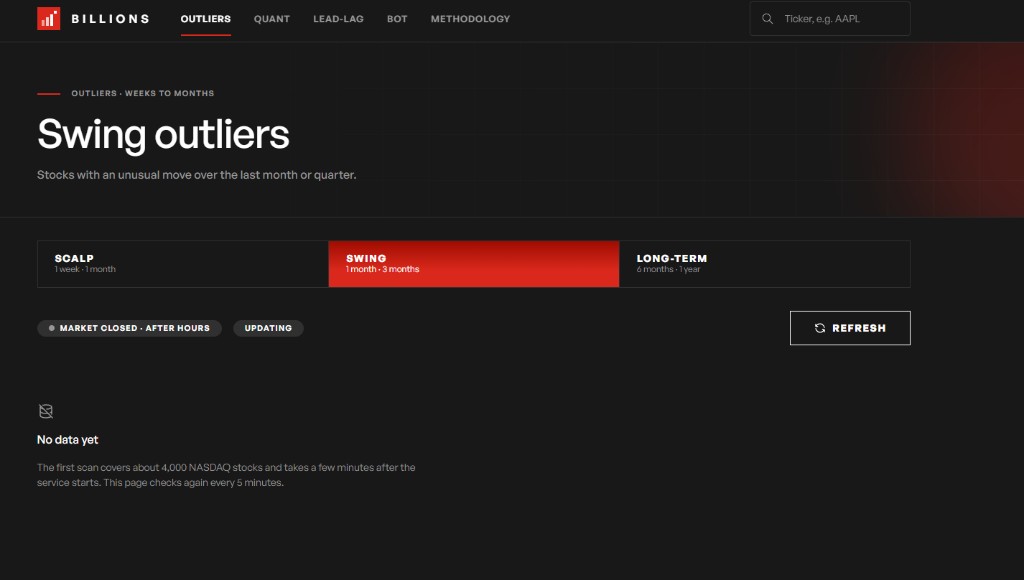 BILLIONS OUTLIERS QUANT LEAD-LAG BOT METHODOLOGY Ticker, e.g. AAPL
OUTLIERS · WEEKS TO MONTHS
Swing outliers
Stocks with an unusual move over the last month or quarter.
SCALP
1 week · 1 month
SWING
1 month · 3 months
LONG-TERM
6 months · 1 year
MARKET CLOSED · AFTER HOURS UPDATING REFRESH
No data yet
The first scan covers about 4,000 NASDAQ stocks and takes a few minutes after the
service starts. This page checks again every 5 minutes.